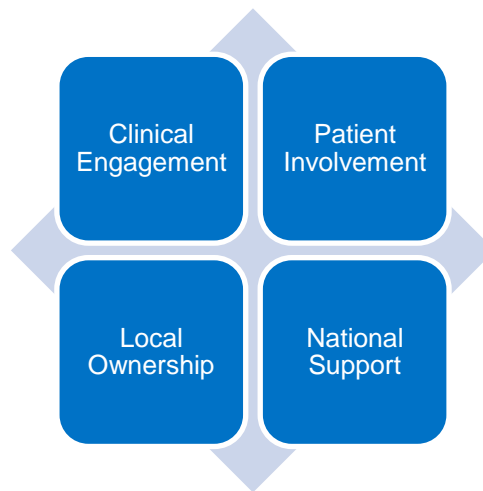 Clinical
Engagement
Patient
Involvement
Local
Ownership
National
Support